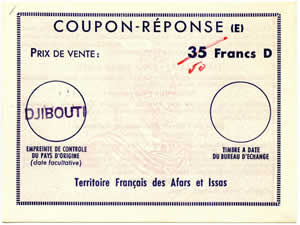 COUPON-RÉPONSE (E)
PRIX DE VENTE: 35 Francs D
50
DJIBOUTI
EMPREINTE DE CONTROLE
DU PAYS D'ORIGINE
(date facultative)
TIMBRE A DATE
DU BUREAU D'ECHANGE
Territoire Français des Afars et Issas